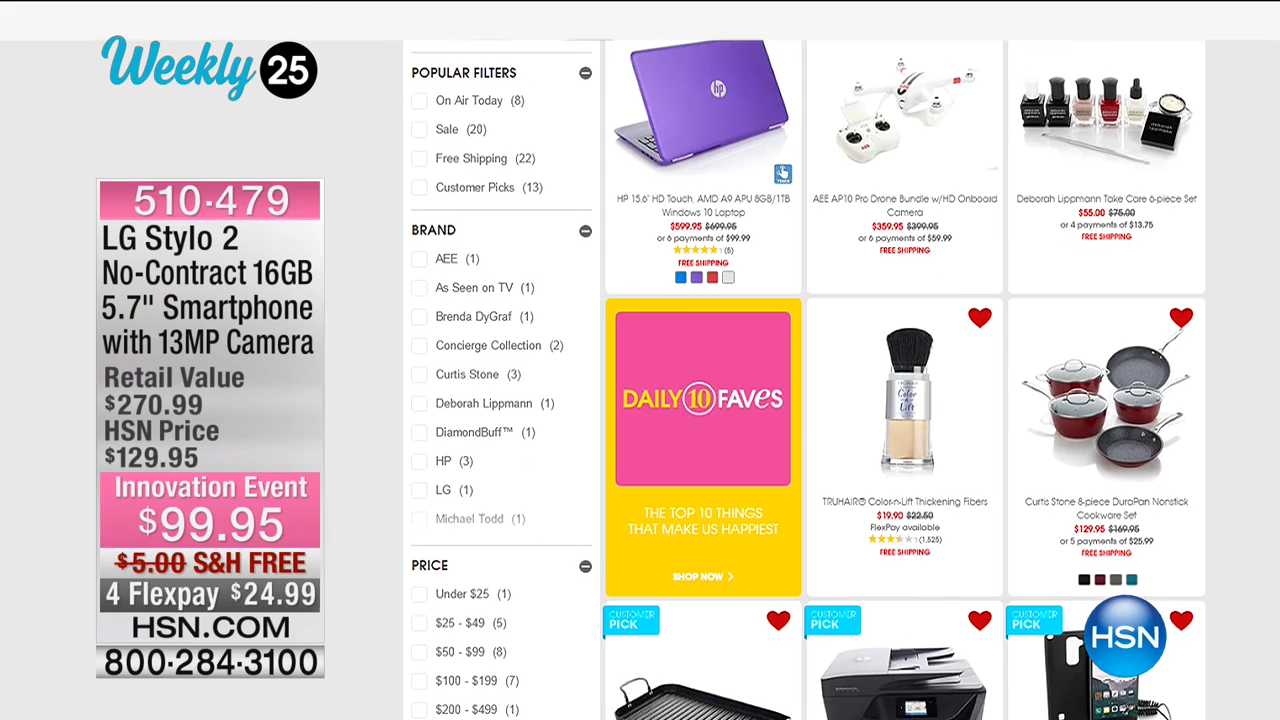 Weekly 25
510-479
LG Stylo 2
No-Contract 16GB
5.7" Smartphone
with 13MP Camera
Retail Value
$270.99
HSN Price
$129.95
Innovation Event
$99.95
$5.00 S&H FREE
4 Flexpay $24.99
HSN.COM
800-284-3100
POPULAR FILTERS
On Air Today (8)
Sale (20)
Free Shipping (22)
Customer Picks (13)
BRAND
AEE (1)
As Seen on TV (1)
Brenda DyGraf (1)
Concierge Collection (2)
Curtis Stone (3)
Deborah Lippmann (1)
DiamondBuff™ (1)
HP (3)
LG (1)
Michael Todd (1)
PRICE
Under $25 (1)
$25 - $49 (5)
$50 - $99 (8)
$100 - $199 (7)
$200 - $499 (1)
hp
HP 15.6" HD Touch, AMD A9 APU 8GB/1TB
Windows 10 Laptop
$599.95 $699.95
or 6 payments of $99.99
(5)
FREE SHIPPING
AEE AP10 Pro Drone Bundle w/HD Onboard
Camera
$359.95 $399.95
or 6 payments of $59.99
FREE SHIPPING
Deborah Lippmann Take Care 6-piece Set
$55.00 $75.00
or 4 payments of $13.75
FREE SHIPPING
DAILY 10 FAVES
THE TOP 10 THINGS
THAT MAKE US HAPPIEST
SHOP NOW >
Color
Lift
TRUHAIR® Color-n-Lift Thickening Fibers
$19.90 $22.50
FlexPay available
(1,525)
FREE SHIPPING
Curtis Stone 8-piece DuraPan Nonstick
Cookware Set
$129.95 $169.95
or 5 payments of $25.99
FREE SHIPPING
CUSTOMER
PICK
CUSTOMER
PICK
CUSTOMER
PICK
HSN